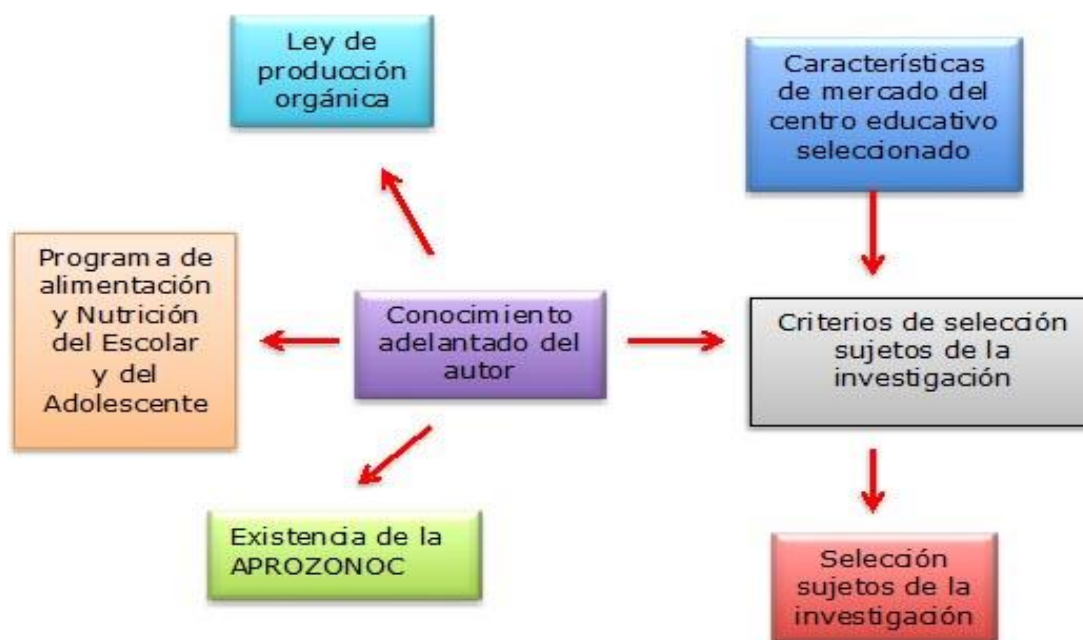 Ley de
producción
orgánica
Características
de mercado del
centro educativo
seleccionado
Programa de
alimentación
y Nutrición
del Escolar
y del
Adolescente
Conocimiento
adelantado del
autor
Criterios de selección
sujetos de la
investigación
Existencia de la
APROZONOC
Selección
sujetos de la
investigación